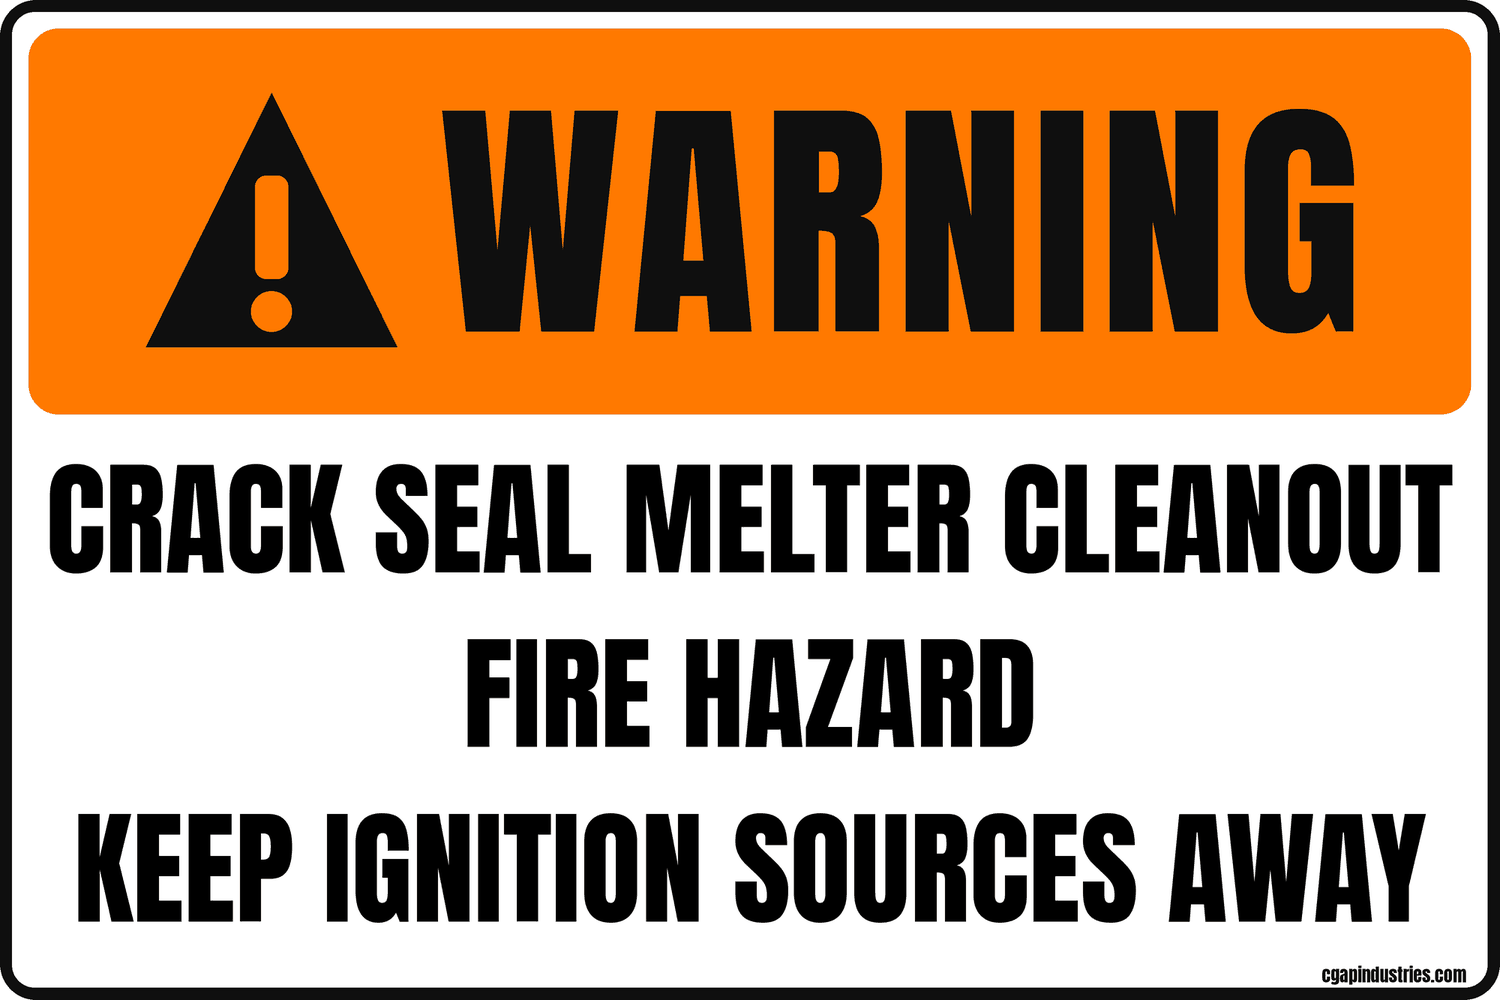 WARNING
CRACK SEAL MELTER CLEANOUT
FIRE HAZARD
KEEP IGNITION SOURCES AWAY
cgapindustries.com